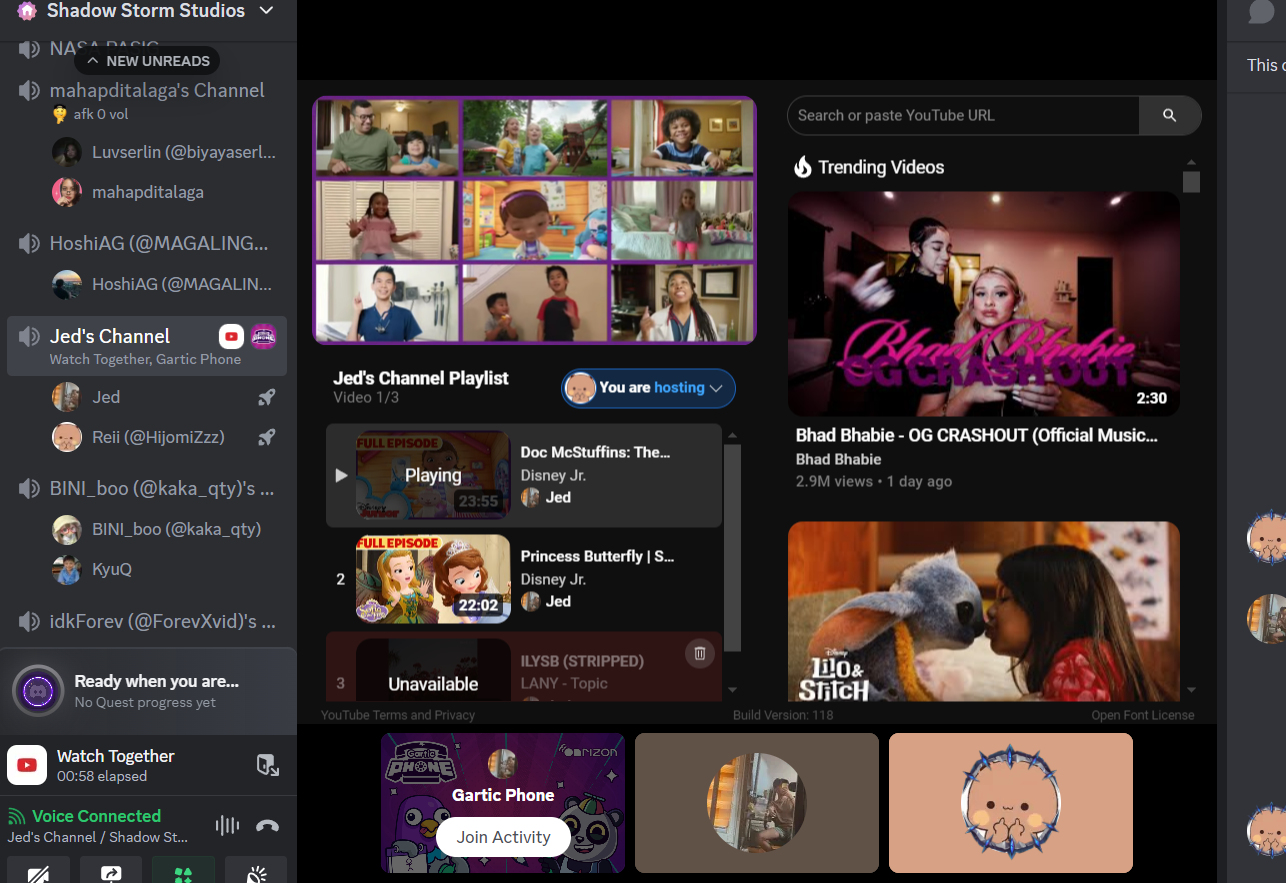 Shadow Storm Studios
NASA BASIC
NEW UNREADS
mahapditalaga's Channel
afk 0 vol
Luvserlin (@biyayaserl...
mahapditalaga
HoshiAG (@MAGALING...
HoshiAG (@MAGALIN...
Jed's Channel
Watch Together, Gartic Phone
Jed
Reii (@HijomiZzz)
BINI_boo (@kaka_qty)'s ...
BINI_boo (@kaka_qty)
KyuQ
idkForev (@ForevXvid)'s ...
Ready when you are...
No Quest progress yet
Watch Together
00:58 elapsed
Voice Connected
Jed's Channel / Shadow St...
Jed's Channel Playlist
Video 1/3
You are hosting
FULL EPISODE
Playing
23:55
Doc McStuffins: The...
Disney Jr.
Jed
2
FULL EPISODE
22:02
Princess Butterfly | S...
Disney Jr.
Jed
3
Unavailable
ILYSB (STRIPPED)
LANY - Topic
YouTube Terms and Privacy
Build Version: 118
Open Font License
Search or paste YouTube URL
Trending Videos
Bhad Bhabie
OG CRASH OUT
2:30
Bhad Bhabie - OG CRASHOUT (Official Music...
Bhad Bhabie
2.9M views • 1 day ago
Disney
LILO &
STITCH
GARTIC
PHONE
onrizon
Gartic Phone
Join Activity
This